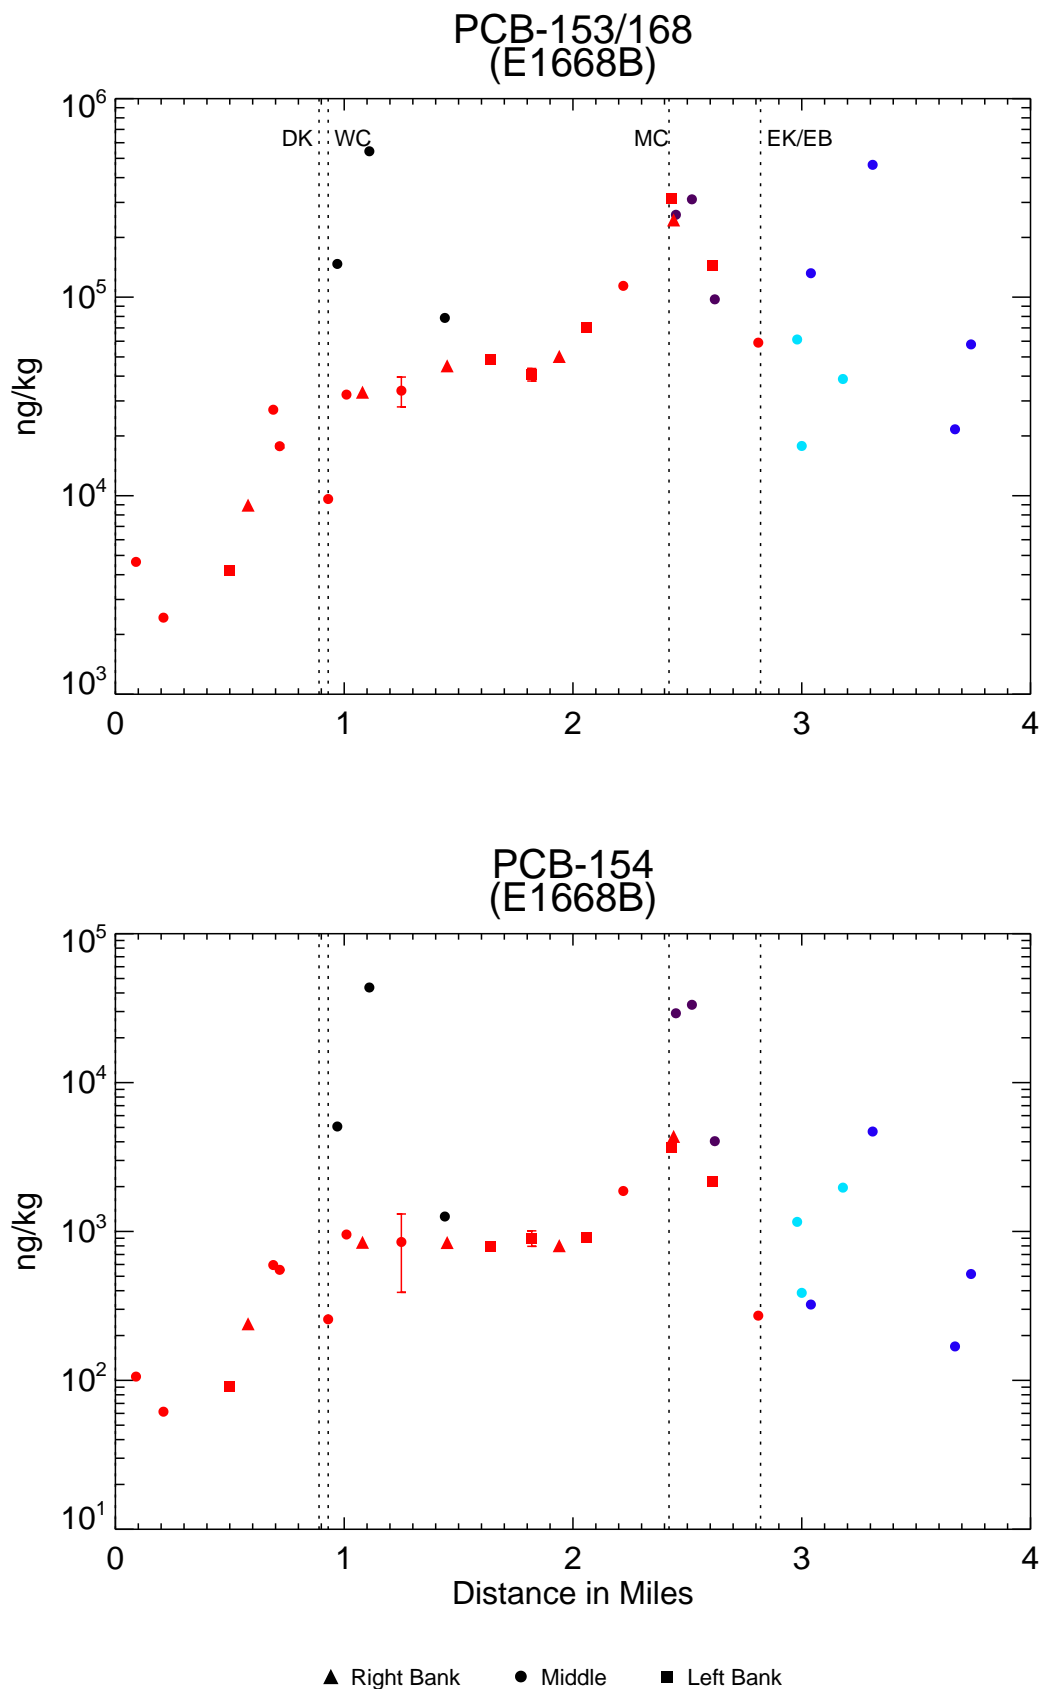 PCB-153/168
(E1668B)
10^6
DK WC MC EK/EB
10^5
ng/kg
10^4
10^3
0 1 2 3 4
PCB-154
(E1668B)
10^5
10^4
ng/kg
10^3
10^2
10^1
0 1 2 3 4
Distance in Miles
Right Bank Middle Left Bank